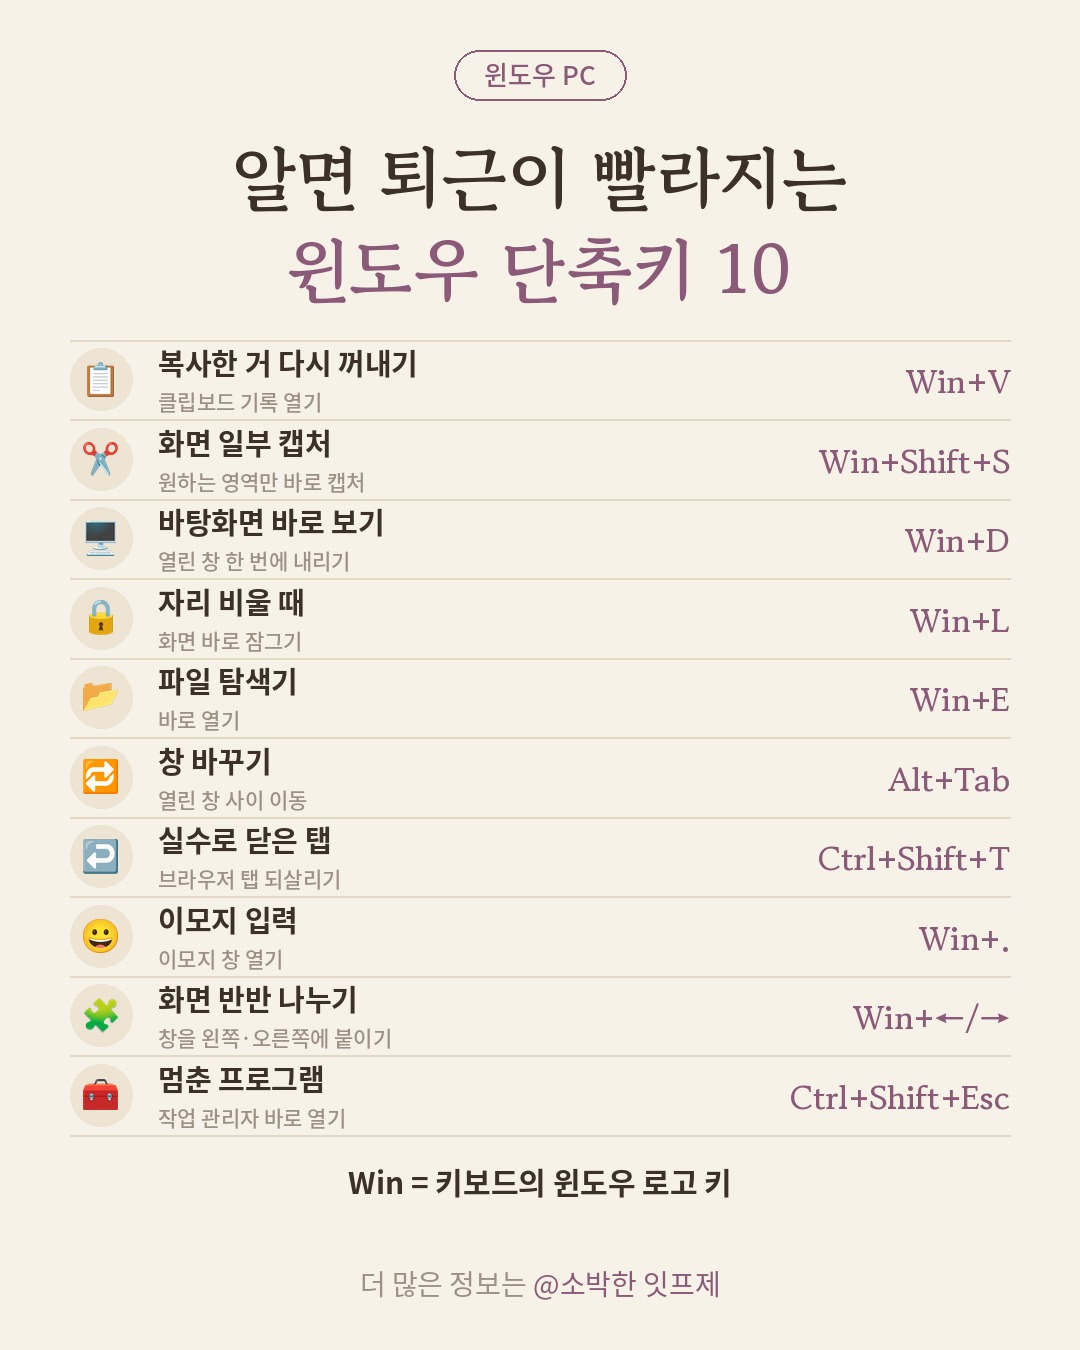 윈도우 PC
알면 퇴근이 빨라지는
윈도우 단축키 10
복사한 거 다시 꺼내기
클립보드 기록 열기
Win+V
화면 일부 캡처
원하는 영역만 바로 캡처
Win+Shift+S
바탕화면 바로 보기
열린 창 한 번에 내리기
Win+D
자리 비울 때
화면 바로 잠그기
Win+L
파일 탐색기
바로 열기
Win+E
창 바꾸기
열린 창 사이 이동
Alt+Tab
실수로 닫은 탭
브라우저 탭 되살리기
Ctrl+Shift+T
이모지 입력
이모지 창 열기
Win+.
화면 반반 나누기
창을 왼쪽·오른쪽에 붙이기
Win+←/→
멈춘 프로그램
작업 관리자 바로 열기
Ctrl+Shift+Esc
Win = 키보드의 윈도우 로고 키
더 많은 정보는 @소박한 잇프제